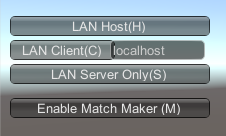 LAN Host(H)
LAN Client(C) localhost
LAN Server Only(S)
Enable Match Maker (M)